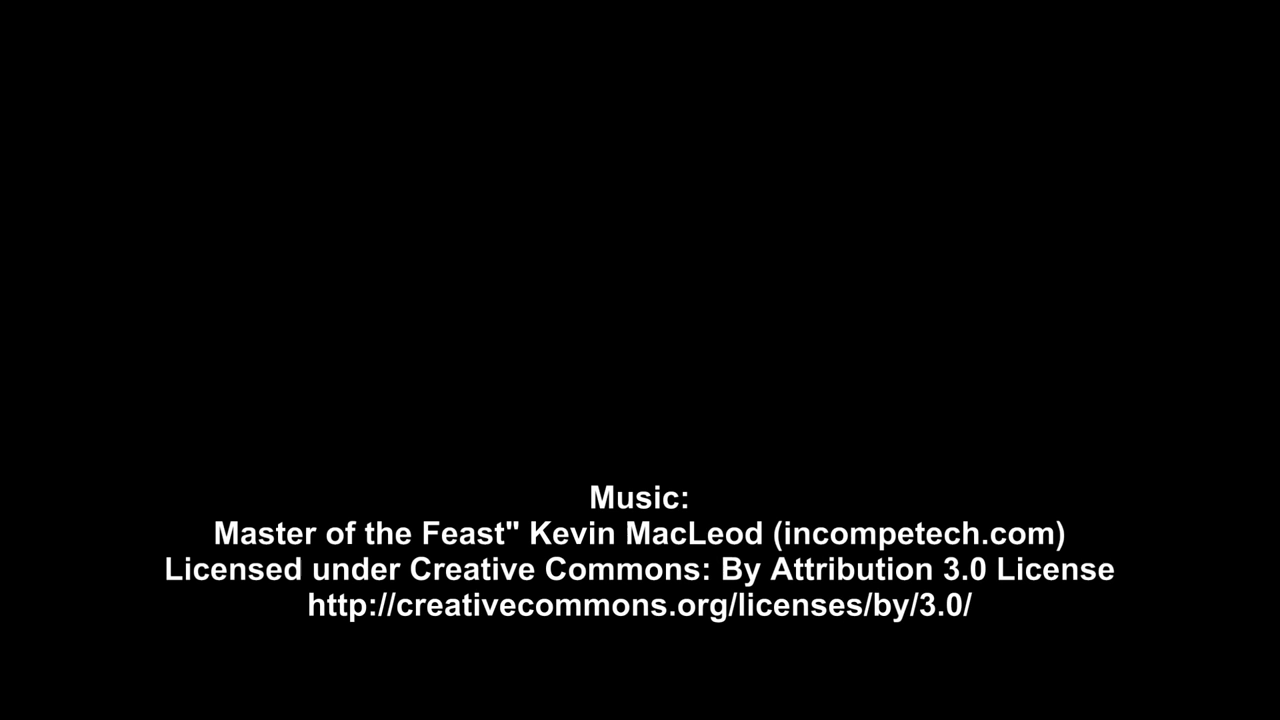 Music:
Master of the Feast" Kevin MacLeod (incompetech.com)
Licensed under Creative Commons: By Attribution 3.0 License
http://creativecommons.org/licenses/by/3.0/